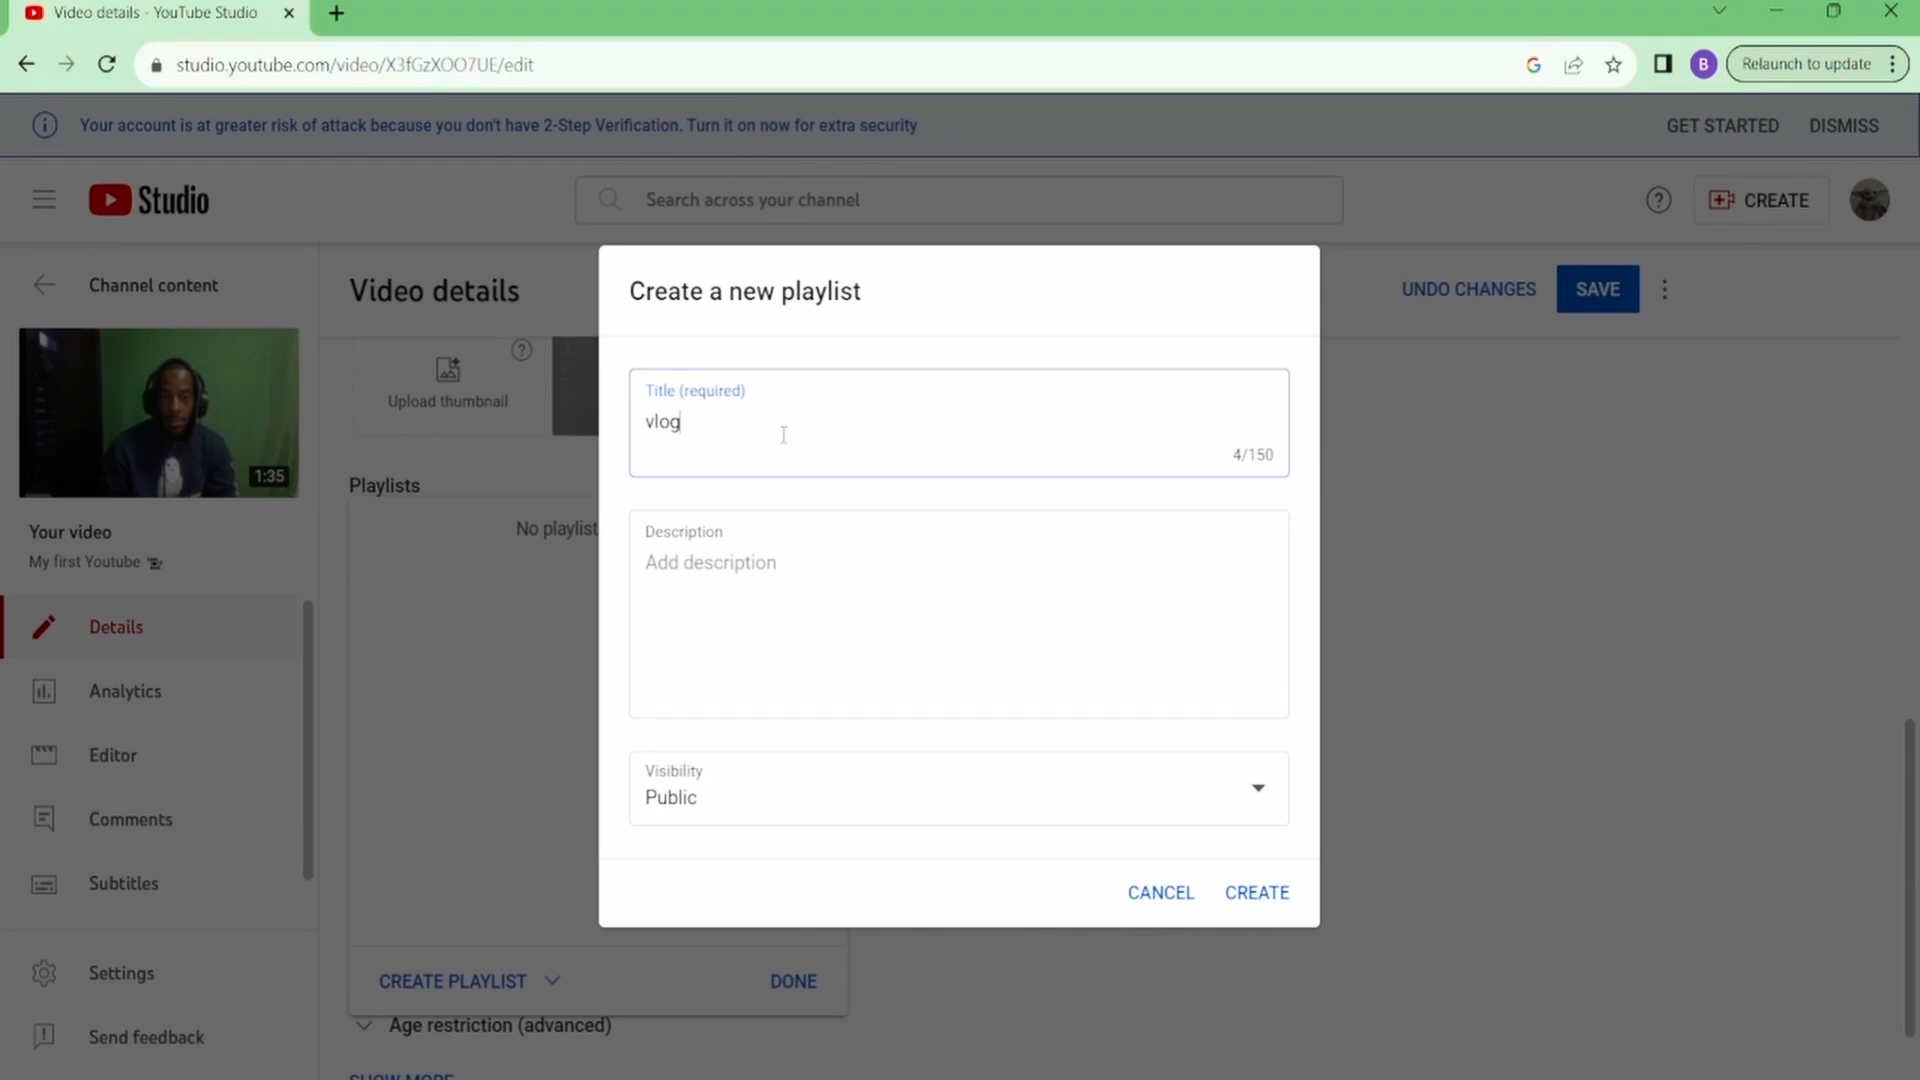 Video details - YouTube Studio
studio.youtube.com/video/X3fGzXOO7UE/edit
G
B
Relaunch to update
Your account is at greater risk of attack because you don't have 2-Step Verification. Turn it on now for extra security
GET STARTED
DISMISS
Studio
Search across your channel
CREATE
Channel content
Video details
UNDO CHANGES
SAVE
1:35
Your video
My first Youtube
Details
Analytics
Editor
Comments
Subtitles
Settings
Send feedback
Upload thumbnail
Playlists
No playlist
CREATE PLAYLIST
DONE
Age restriction (advanced)
SHOW MORE
Create a new playlist
Title (required)
vlog
4/150
Description
Add description
Visibility
Public
CANCEL
CREATE